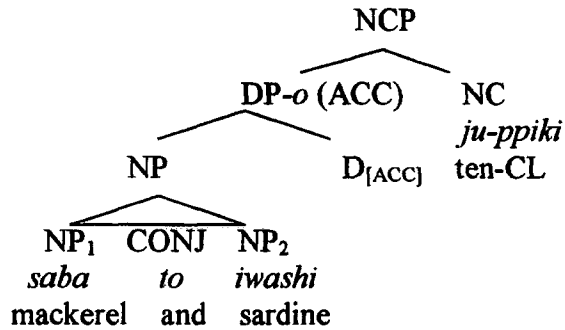 NCP
DP-o (ACC) NC
ju-ppiki
NP D[ACC] ten-CL
NP₁ CONJ NP₂
saba to iwashi
mackerel and sardine